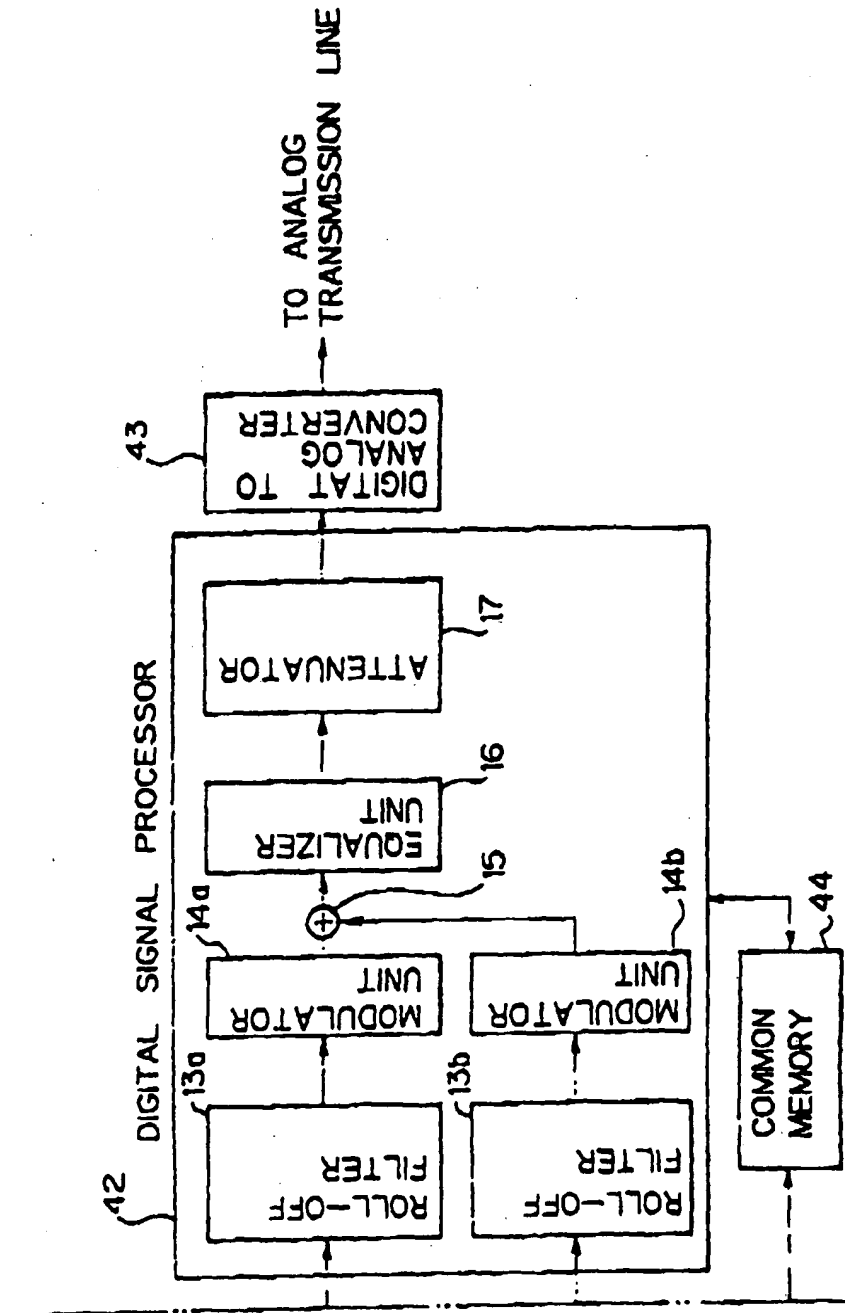 TO ANALOG
TRANSMISSION LINE
43
DIGITAT TO
ANALOG
CONVERTER
DIGITAL SIGNAL PROCESSOR
42
ATTENUATOR
17
EQUALIZER
UNIT
16
15
14a
MODULATOR
UNIT
14b
MODULATOR
UNIT
13a
ROLL-OFF
FILTER
13b
ROLL-OFF
FILTER
44
COMMON
MEMORY